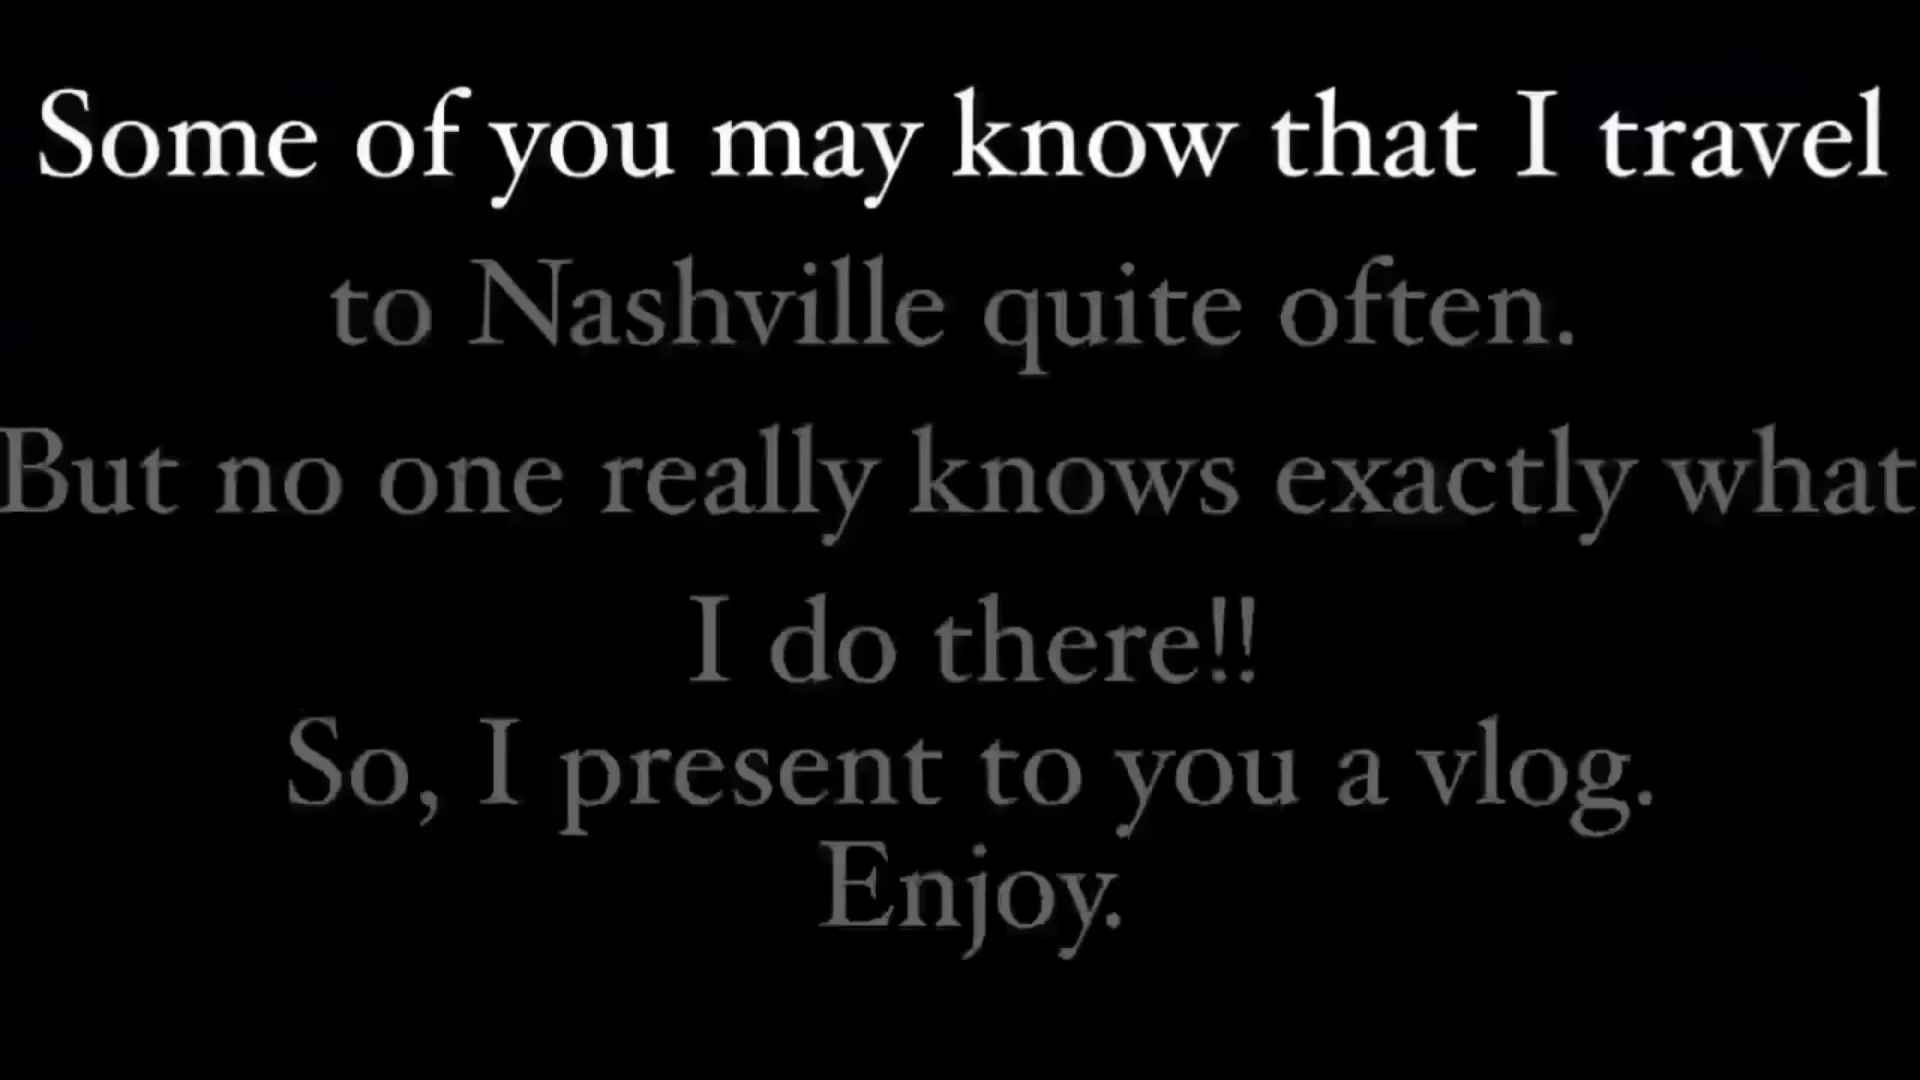 Some of you may know that I travel
to Nashville quite often.
But no one really knows exactly what
I do there!!
So, I present to you a vlog.
Enjoy.